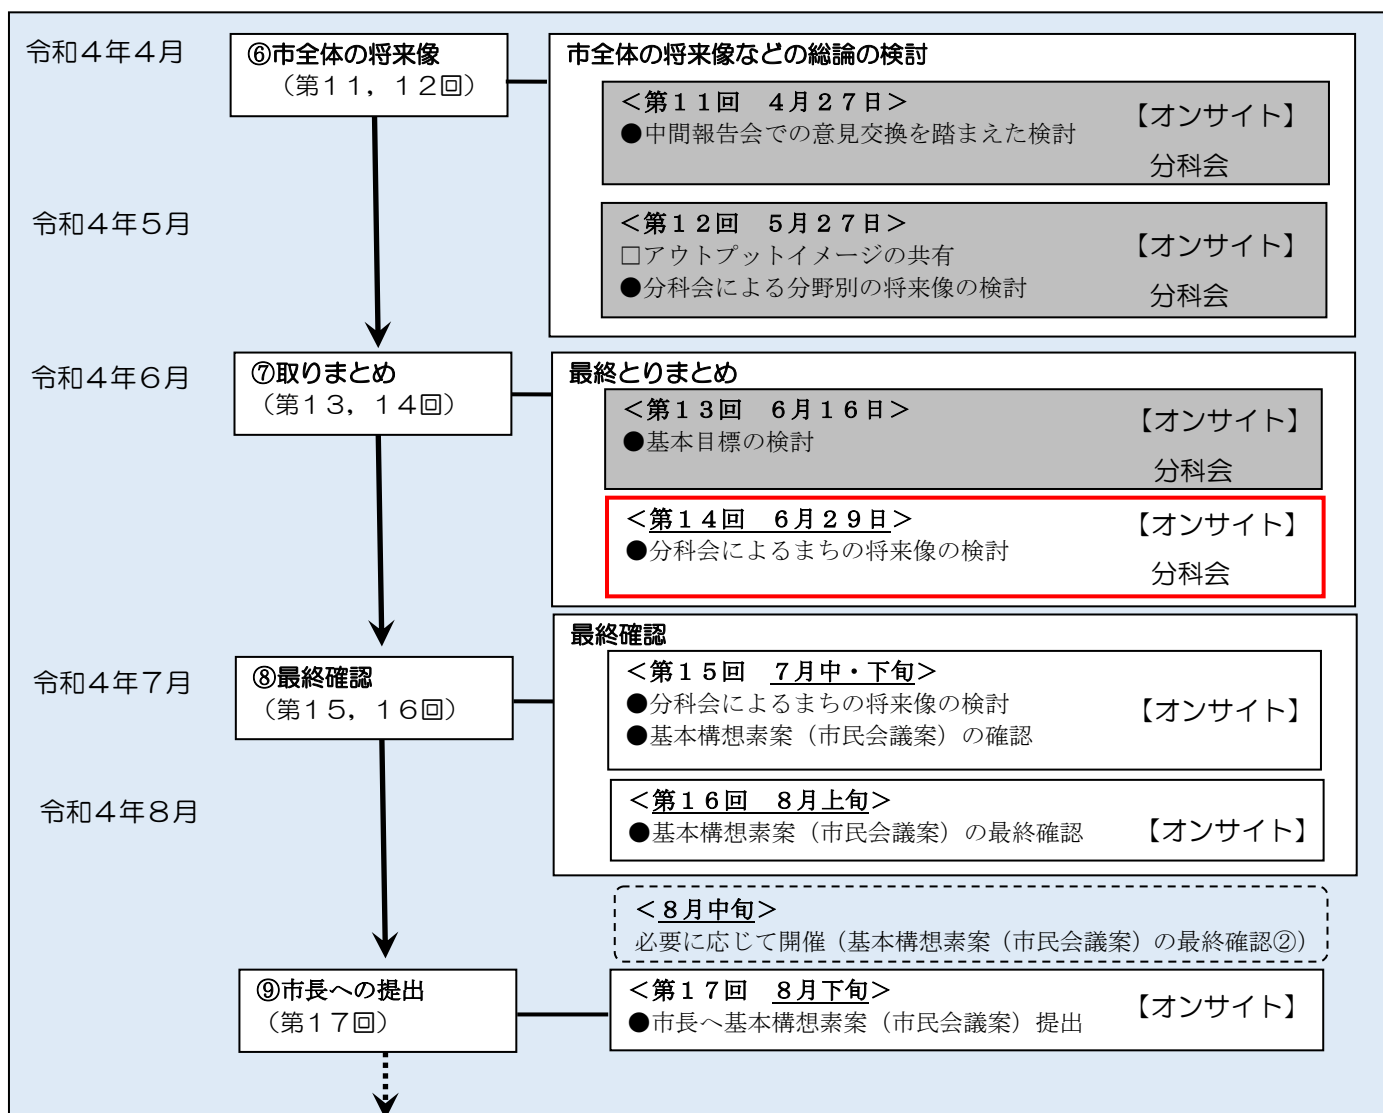 令和４年４月
⑥市全体の将来像
（第１１，１２回）
市全体の将来像などの総論の検討
＜第１１回　４月２７日＞
【オンサイト】
●中間報告会での意見交換を踏まえた検討
分科会
令和４年５月
＜第１２回　５月２７日＞
【オンサイト】
□アウトプットイメージの共有
●分科会による分野別の将来像の検討
分科会
令和４年６月
⑦取りまとめ
（第１３，１４回）
最終とりまとめ
＜第１３回　６月１６日＞
【オンサイト】
●基本目標の検討
分科会
＜第１４回　６月２９日＞
【オンサイト】
●分科会によるまちの将来像の検討
分科会
令和４年７月
⑧最終確認
（第１５，１６回）
最終確認
＜第１５回　７月中・下旬＞
●分科会によるまちの将来像の検討
【オンサイト】
●基本構想素案（市民会議案）の確認
令和４年８月
＜第１６回　８月上旬＞
●基本構想素案（市民会議案）の最終確認
【オンサイト】
＜８月中旬＞
必要に応じて開催（基本構想素案（市民会議案）の最終確認②）
⑨市長への提出
（第１７回）
＜第１７回　８月下旬＞
【オンサイト】
●市長へ基本構想素案（市民会議案）提出